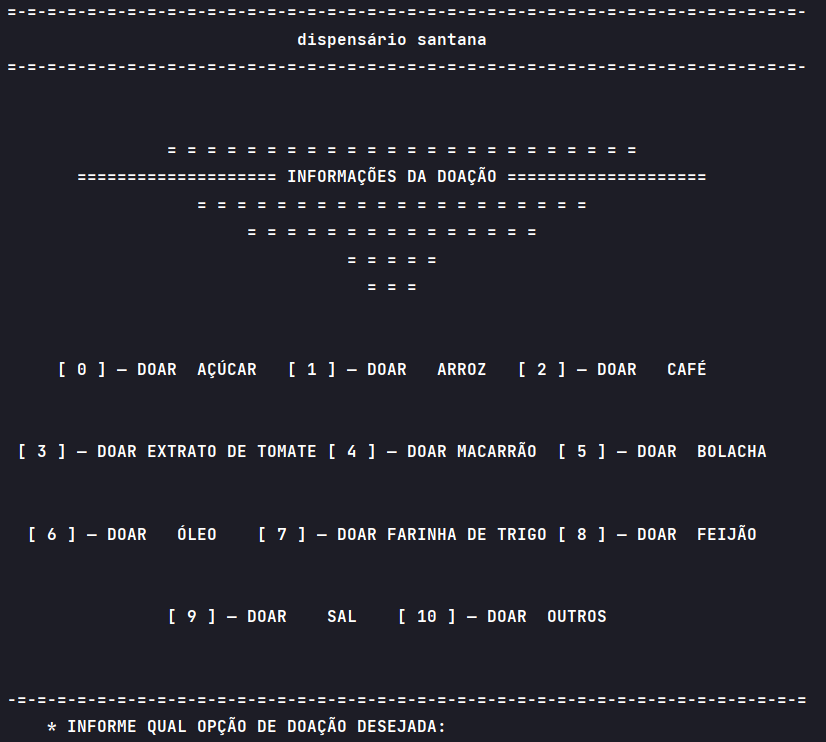 =-=-=-=-=-=-=-=-=-=-=-=-=-=-=-=-=-=-=-=-=-=-=-=-=-=-=-=-=-=-=-=-=-=-=-=-=-=-=-=-
dispensário santana
=-=-=-=-=-=-=-=-=-=-=-=-=-=-=-=-=-=-=-=-=-=-=-=-=-=-=-=-=-=-=-=-=-=-=-=-=-=-=-=-
= = = = = = = = = = = = = = = = = = = = = = = =
==================== INFORMAÇÕES DA DOAÇÃO ====================
= = = = = = = = = = = = = = = = = = = =
= = = = = = = = = = = = = = =
= = = = =
= = =
[ 0 ] — DOAR  AÇÚCAR   [ 1 ] — DOAR   ARROZ   [ 2 ] — DOAR   CAFÉ
[ 3 ] — DOAR EXTRATO DE TOMATE [ 4 ] — DOAR MACARRÃO  [ 5 ] — DOAR  BOLACHA
[ 6 ] — DOAR   ÓLEO    [ 7 ] — DOAR FARINHA DE TRIGO [ 8 ] — DOAR  FEIJÃO
[ 9 ] — DOAR    SAL    [ 10 ] — DOAR  OUTROS
-=-=-=-=-=-=-=-=-=-=-=-=-=-=-=-=-=-=-=-=-=-=-=-=-=-=-=-=-=-=-=-=-=-=-=-=-=-=-=-=
* INFORME QUAL OPÇÃO DE DOAÇÃO DESEJADA: